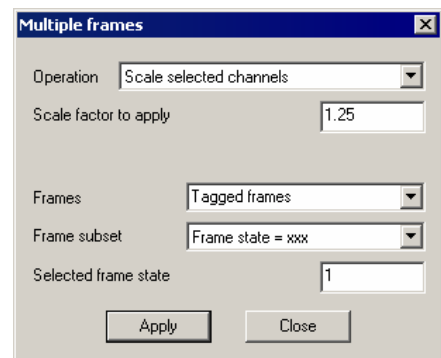 Multiple frames
Operation Scale selected channels
Scale factor to apply 1.25
Frames Tagged frames
Frame subset Frame state = xxx
Selected frame state 1
Apply Close